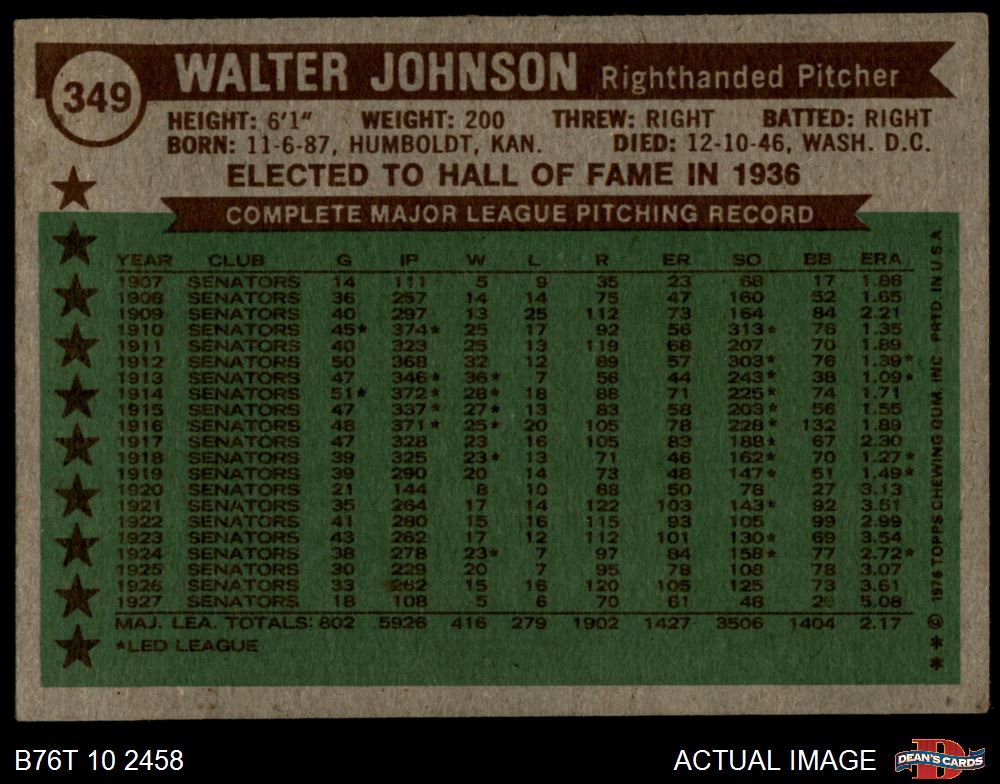 349
WALTER JOHNSON Righthanded Pitcher
HEIGHT: 6'1" WEIGHT: 200 THREW: RIGHT BATTED: RIGHT
BORN: 11-6-87, HUMBOLDT, KAN. DIED: 12-10-46, WASH. D.C.
ELECTED TO HALL OF FAME IN 1936
COMPLETE MAJOR LEAGUE PITCHING RECORD
YEAR CLUB G IP W L R ER SO BB ERA
1907 SENATORS 14 111 5 9 35 23 68 17 1.86
1908 SENATORS 36 257 14 14 75 47 160 52 1.65
1909 SENATORS 40 297 13 25 112 73 164 84 2.21
1910 SENATORS 45* 374* 25 17 92 56 313* 76 1.35
1911 SENATORS 40 323 25 13 119 68 207 70 1.89
1912 SENATORS 50 368 32 12 89 57 303* 76 1.39*
1913 SENATORS 47 346* 36* 7 56 44 243* 38 1.09*
1914 SENATORS 51* 372* 28* 18 88 71 225* 74 1.71
1915 SENATORS 47 337* 27* 13 83 58 203* 56 1.55
1916 SENATORS 48 371* 25* 20 105 78 228* 132 1.89
1917 SENATORS 47 328 23 16 105 83 188* 67 2.30
1918 SENATORS 39 325 23* 13 71 46 162* 70 1.27*
1919 SENATORS 39 290 20 14 73 48 147* 51 1.49*
1920 SENATORS 21 144 8 10 68 50 78 27 3.13
1921 SENATORS 35 264 17 14 122 103 143* 92 3.51
1922 SENATORS 41 280 15 16 115 93 105 99 2.99
1923 SENATORS 43 262 17 12 112 101 130* 69 3.54
1924 SENATORS 38 278 23* 7 97 84 158* 77 2.72*
1925 SENATORS 30 229 20 7 95 78 108 78 3.07
1926 SENATORS 33 262 15 16 120 105 125 73 3.61
1927 SENATORS 18 108 5 6 70 61 48 26 5.08
MAJ. LEA. TOTALS: 802 5926 416 279 1902 1427 3506 1404 2.17
*LED LEAGUE
* * © 1976 TOPPS CHEWING GUM, INC. PRTD. IN U.S.A.
B76T 10 2458
ACTUAL IMAGE
DEAN'S CARDS